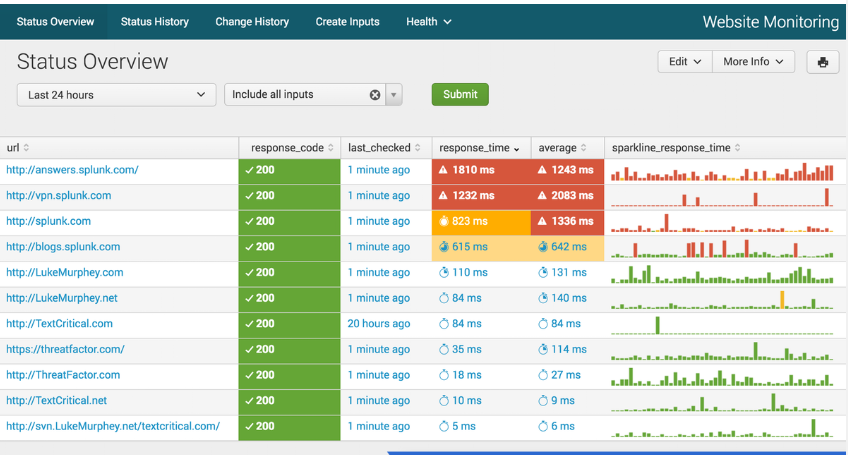 Status Overview Status History Change History Create Inputs Health Website Monitoring
Status Overview Edit More Info
Last 24 hours Include all inputs Submit
url response_code last_checked response_time average sparkline_response_time
http://answers.splunk.com/ 200 1 minute ago 1810 ms 1243 ms
http://vpn.splunk.com 200 1 minute ago 1232 ms 2083 ms
http://splunk.com 200 1 minute ago 823 ms 1336 ms
http://blogs.splunk.com 200 1 minute ago 615 ms 642 ms
http://LukeMurphey.com 200 1 minute ago 110 ms 131 ms
http://LukeMurphey.net 200 1 minute ago 84 ms 140 ms
http://TextCritical.com 200 20 hours ago 84 ms 84 ms
https://threatfactor.com/ 200 1 minute ago 35 ms 114 ms
http://ThreatFactor.com 200 1 minute ago 18 ms 27 ms
http://TextCritical.net 200 1 minute ago 10 ms 9 ms
http://svn.LukeMurphey.net/textcritical.com/ 200 1 minute ago 5 ms 6 ms